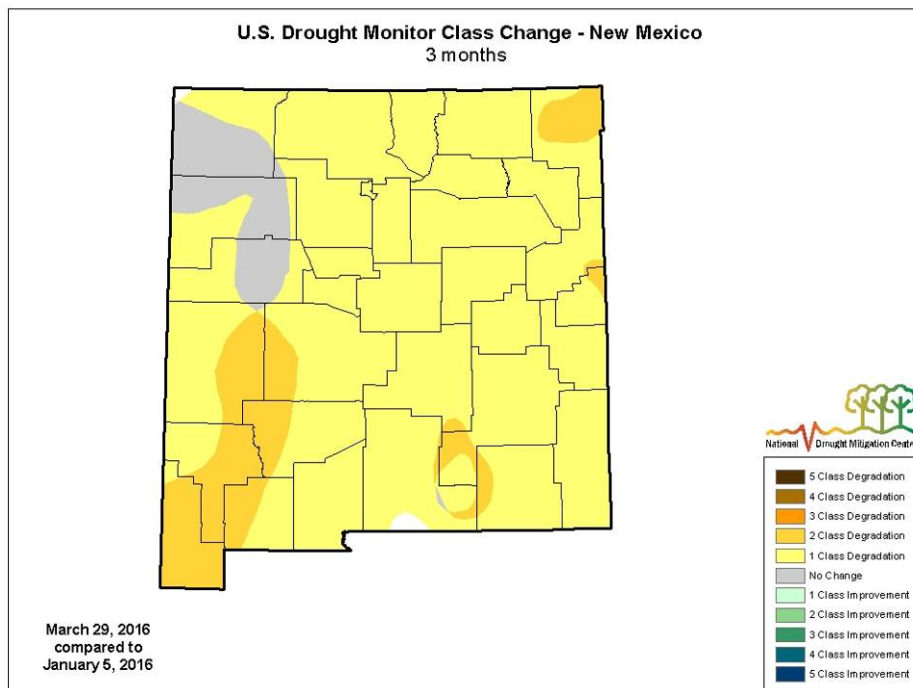 U.S. Drought Monitor Class Change - New Mexico
3 months
National Drought Mitigation Center
5 Class Degradation
4 Class Degradation
3 Class Degradation
2 Class Degradation
1 Class Degradation
No Change
1 Class Improvement
2 Class Improvement
3 Class Improvement
4 Class Improvement
5 Class Improvement
March 29, 2016
compared to
January 5, 2016